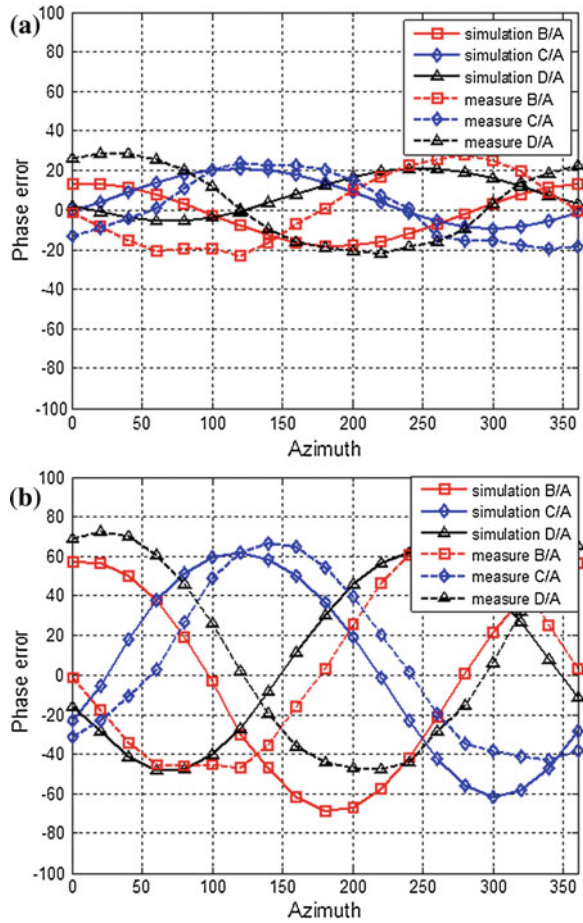 (a)
100
80
60
40
20
0
-20
-40
-60
-80
-100
Phase error
simulation B/A
simulation C/A
simulation D/A
measure B/A
measure C/A
measure D/A
0 50 100 150 200 250 300 350
Azimuth
(b)
100
80
60
40
20
0
-20
-40
-60
-80
-100
Phase error
simulation B/A
simulation C/A
simulation D/A
measure B/A
measure C/A
measure D/A
0 50 100 150 200 250 300 350
Azimuth